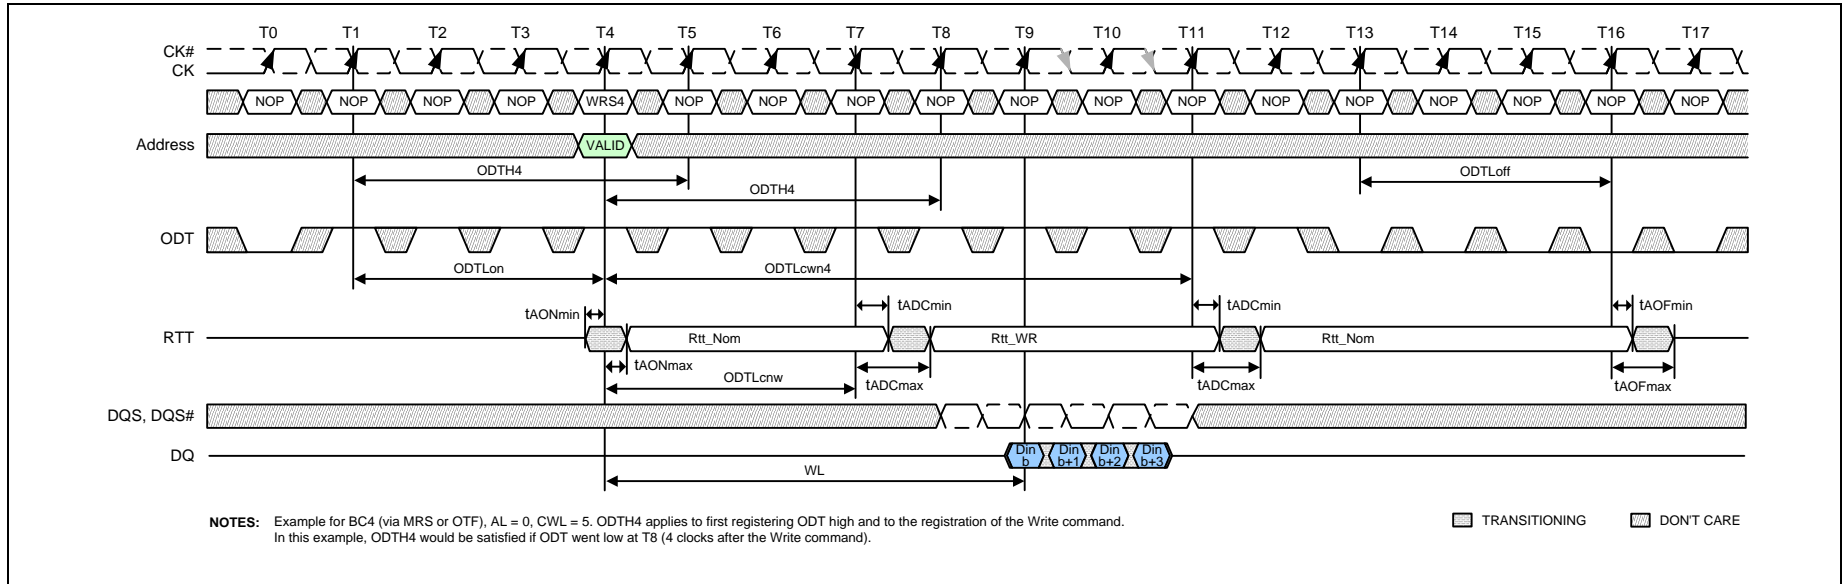 T0 T1 T2 T3 T4 T5 T6 T7 T8 T9 T10 T11 T12 T13 T14 T15 T16 T17
CK#
CK
NOP NOP NOP NOP WRS4 NOP NOP NOP NOP NOP NOP NOP NOP NOP NOP NOP NOP NOP
Address VALID
ODTH4 ODTLoff
ODTH4
ODT
ODTLon ODTLcwn4
tAONmin tADCmin tADCmin tAOFmin
RTT Rtt_Nom Rtt_WR Rtt_Nom
tAONmax
ODTLcnw tADCmax tADCmax tAOFmax
DQS, DQS#
DQ Din b Din b+1 Din b+2 Din b+3
WL
NOTES: Example for BC4 (via MRS or OTF), AL = 0, CWL = 5. ODTH4 applies to first registering ODT high and to the registration of the Write command.
In this example, ODTH4 would be satisfied if ODT went low at T8 (4 clocks after the Write command).
TRANSITIONING DON'T CARE